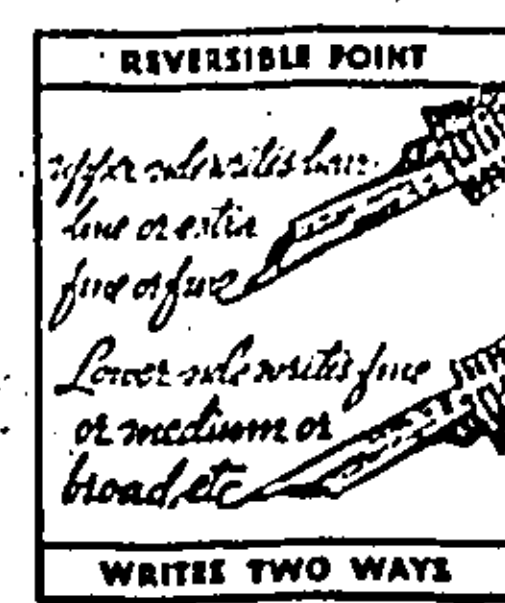 REVERSIBLE POINT
upper side writes hair
line or extra
fine or fine
Lower side writes fine
or medium or
broad, etc
WRITES TWO WAYS